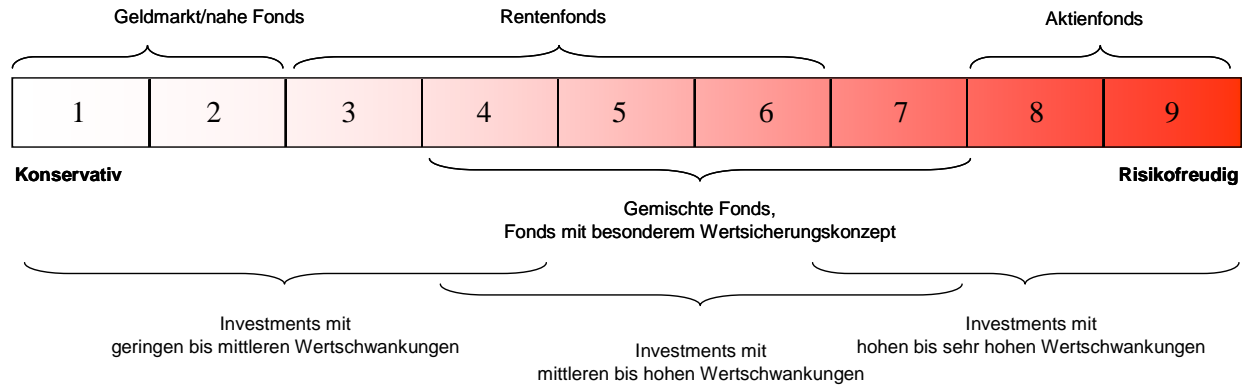 Geldmarkt/nahe Fonds
Rentenfonds
Aktienfonds
1 2 3 4 5 6 7 8 9
Konservativ
Risikofreudig
Gemischte Fonds,
Fonds mit besonderem Wertsicherungskonzept
Investments mit
geringen bis mittleren Wertschwankungen
Investments mit
mittleren bis hohen Wertschwankungen
Investments mit
hohen bis sehr hohen Wertschwankungen